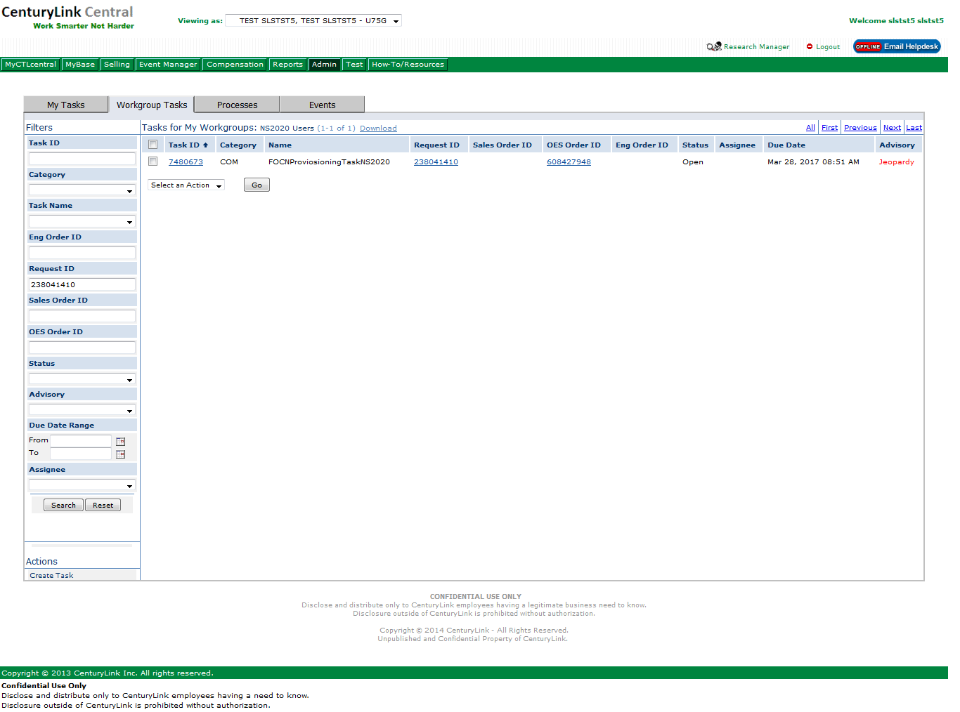 CenturyLink Central
Work Smarter Not Harder
Viewing as: TEST SLSTST5, TEST SLSTST5 - U75G
Welcome slstst5 slstst5
Research Manager Logout OFFLINE Email Helpdesk
MyCTLcentral MyBase Selling Event Manager Compensation Reports Admin Test How-To/Resources
My Tasks Workgroup Tasks Processes Events
Filters
Task ID
Category
Task Name
Eng Order ID
Request ID
238041410
Sales Order ID
OES Order ID
Status
Advisory
Due Date Range
From
To
Assignee
Search Reset
Actions
Create Task
Tasks for My Workgroups: NS2020 Users (1-1 of 1) Download
All First Previous Next Last
Task ID Category Name Request ID Sales Order ID OES Order ID Eng Order ID Status Assignee Due Date Advisory
7480673 COM FOCNProviosioningTaskNS2020 238041410 608427948 Open Mar 28, 2017 08:51 AM Jeopardy
Select an Action Go
CONFIDENTIAL USE ONLY
Disclose and distribute only to CenturyLink employees having a legitimate business need to know.
Disclosure outside of CenturyLink is prohibited without authorization.
Copyright © 2014 CenturyLink - All Rights Reserved.
Unpublished and Confidential Property of CenturyLink.
Copyright © 2013 CenturyLink Inc. All rights reserved.
Confidential Use Only
Disclose and distribute only to CenturyLink employees having a need to know.
Disclosure outside of CenturyLink is prohibited without authorization.